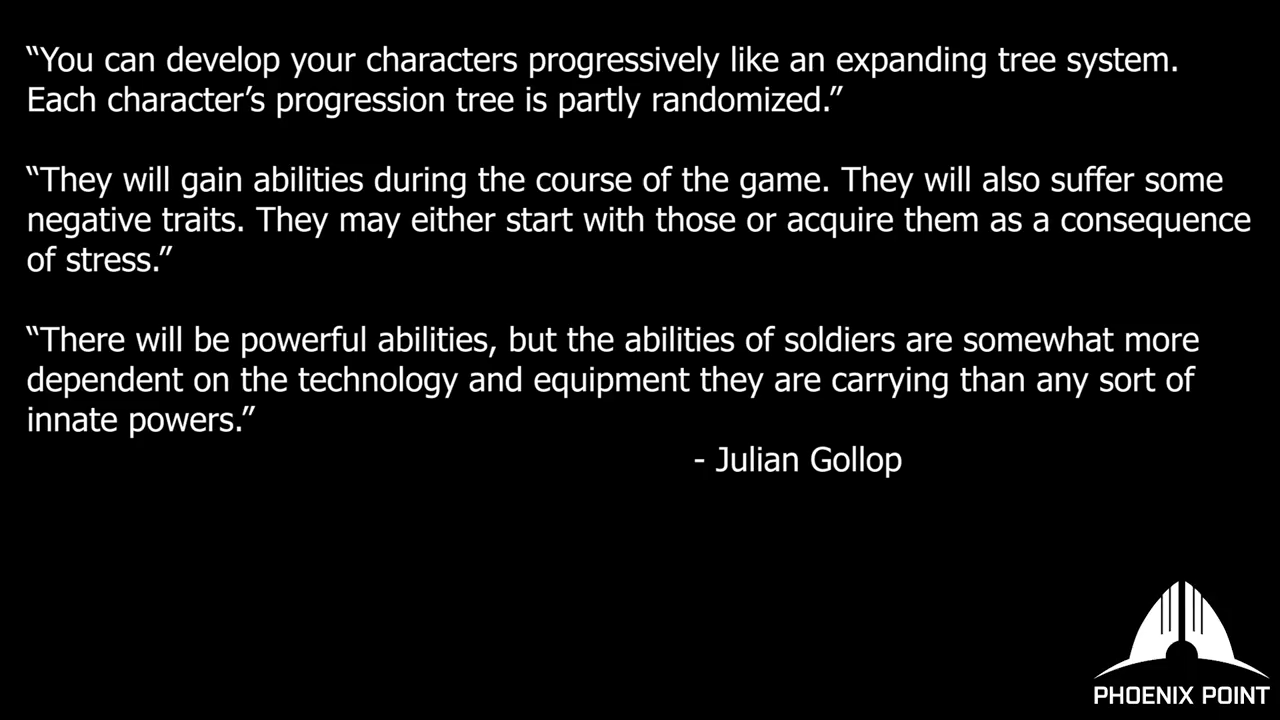 “You can develop your characters progressively like an expanding tree system.
Each character’s progression tree is partly randomized.”
“They will gain abilities during the course of the game. They will also suffer some
negative traits. They may either start with those or acquire them as a consequence
of stress.”
“There will be powerful abilities, but the abilities of soldiers are somewhat more
dependent on the technology and equipment they are carrying than any sort of
innate powers.”
- Julian Gollop
PHOENIX POINT